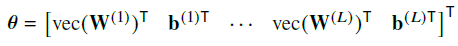 θ = [vec(W⁽¹⁾)ᵀ b⁽¹⁾ᵀ ⋯ vec(W⁽ᴸ⁾)ᵀ b⁽ᴸ⁾ᵀ]ᵀ